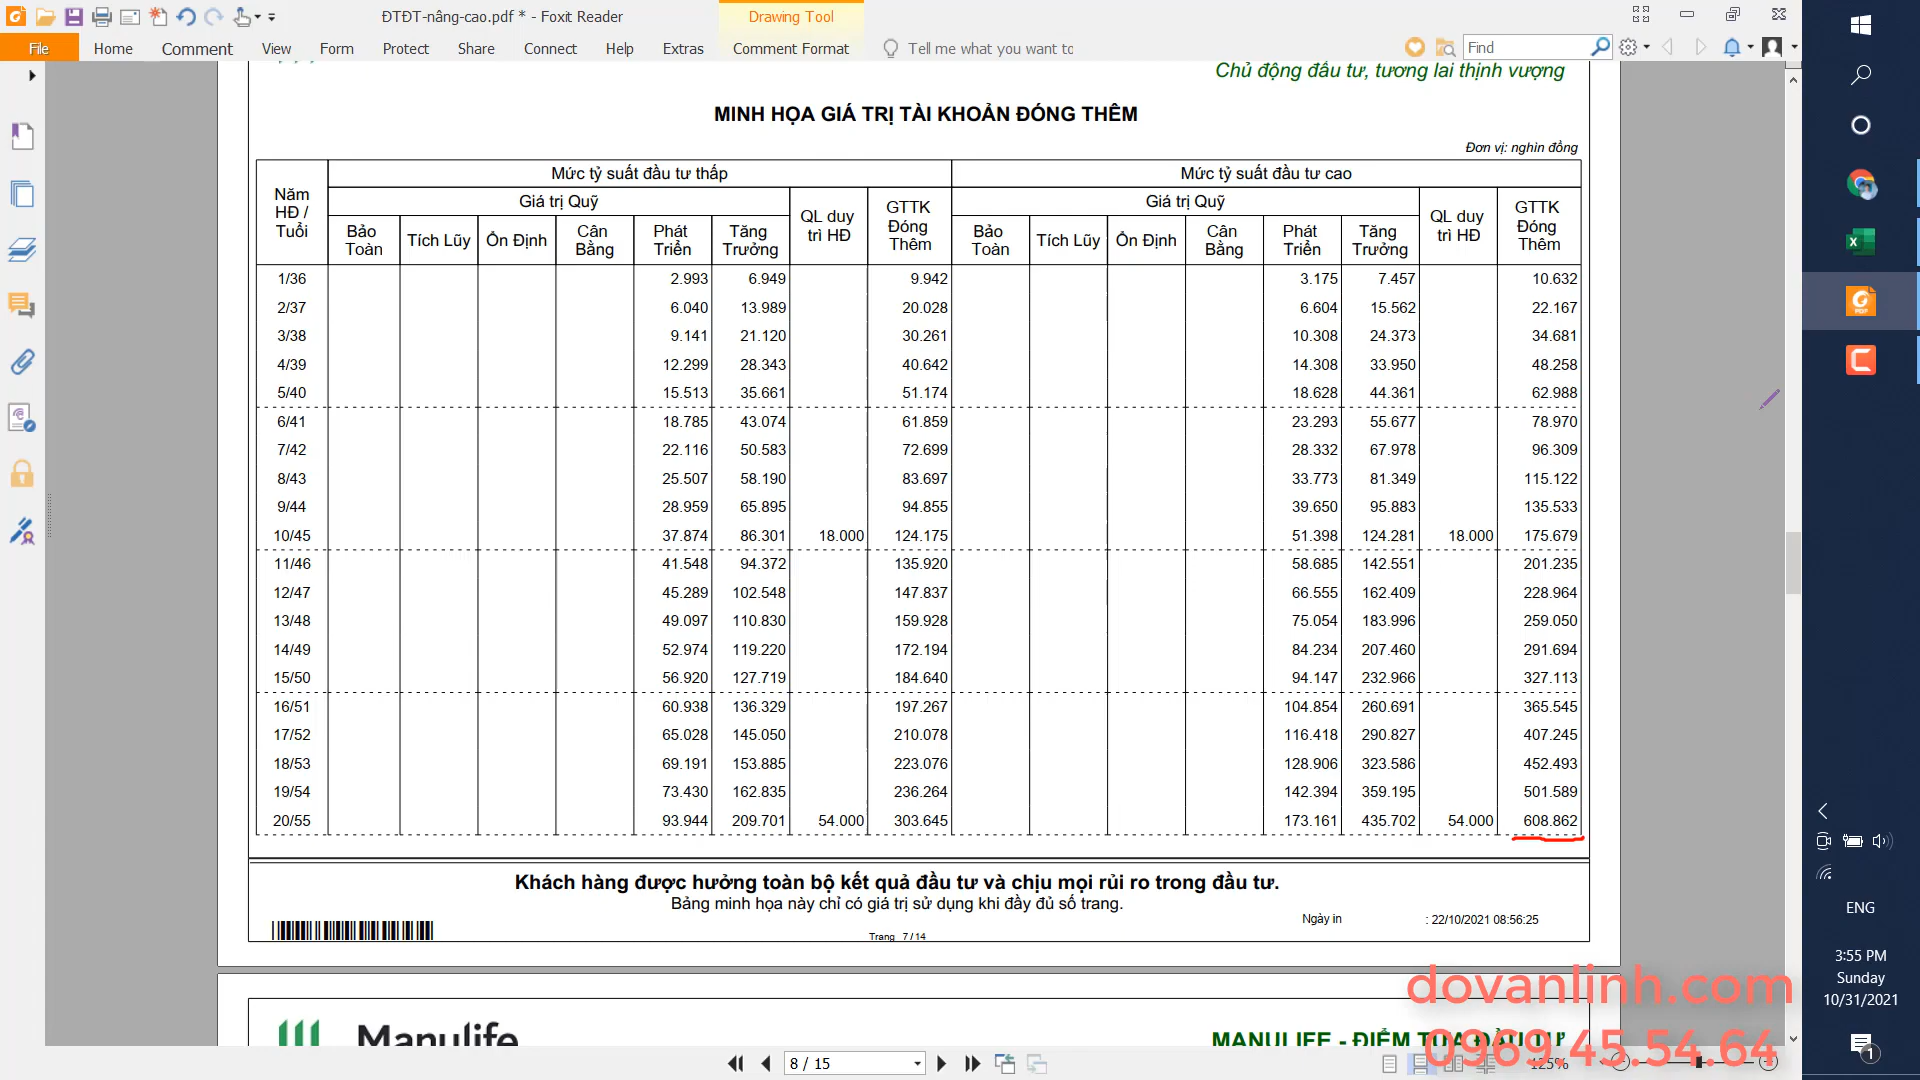 ĐTĐT-nâng-cao.pdf * - Foxit Reader
Drawing Tool
File Home Comment View Form Protect Share Connect Help Extras Comment Format Tell me what you want to Find
Chủ động đầu tư, tương lai thịnh vượng
MINH HỌA GIÁ TRỊ TÀI KHOẢN ĐÓNG THÊM
Đơn vị: nghìn đồng
Năm HĐ / Tuổi
Mức tỷ suất đầu tư thấp Mức tỷ suất đầu tư cao
Giá trị Quỹ QL duy trì HĐ GTTK Đóng Thêm Giá trị Quỹ QL duy trì HĐ GTTK Đóng Thêm
Bảo Toàn Tích Lũy Ổn Định Cân Bằng Phát Triển Tăng Trưởng Bảo Toàn Tích Lũy Ổn Định Cân Bằng Phát Triển Tăng Trưởng
1/36 2.993 6.949 9.942 3.175 7.457 10.632
2/37 6.040 13.989 20.028 6.604 15.562 22.167
3/38 9.141 21.120 30.261 10.308 24.373 34.681
4/39 12.299 28.343 40.642 14.308 33.950 48.258
5/40 15.513 35.661 51.174 18.628 44.361 62.988
6/41 18.785 43.074 61.859 23.293 55.677 78.970
7/42 22.116 50.583 72.699 28.332 67.978 96.309
8/43 25.507 58.190 83.697 33.773 81.349 115.122
9/44 28.959 65.895 94.855 39.650 95.883 135.533
10/45 37.874 86.301 18.000 124.175 51.398 124.281 18.000 175.679
11/46 41.548 94.372 135.920 58.685 142.551 201.235
12/47 45.289 102.548 147.837 66.555 162.409 228.964
13/48 49.097 110.830 159.928 75.054 183.996 259.050
14/49 52.974 119.220 172.194 84.234 207.460 291.694
15/50 56.920 127.719 184.640 94.147 232.966 327.113
16/51 60.938 136.329 197.267 104.854 260.691 365.545
17/52 65.028 145.050 210.078 116.418 290.827 407.245
18/53 69.191 153.885 223.076 128.906 323.586 452.493
19/54 73.430 162.835 236.264 142.394 359.195 501.589
20/55 93.944 209.701 54.000 303.645 173.161 435.702 54.000 608.862
Khách hàng được hưởng toàn bộ kết quả đầu tư và chịu mọi rủi ro trong đầu tư.
Bảng minh họa này chỉ có giá trị sử dụng khi đầy đủ số trang.
Ngày in : 22/10/2021 08:56:25
Trang 7 / 14
Manulife
MANULIFE - ĐIỂM TỰA ĐẦU TƯ
dovanlinh.com
0969.45.54.64
8 / 15
125%
ENG
3:55 PM
Sunday
10/31/2021
1